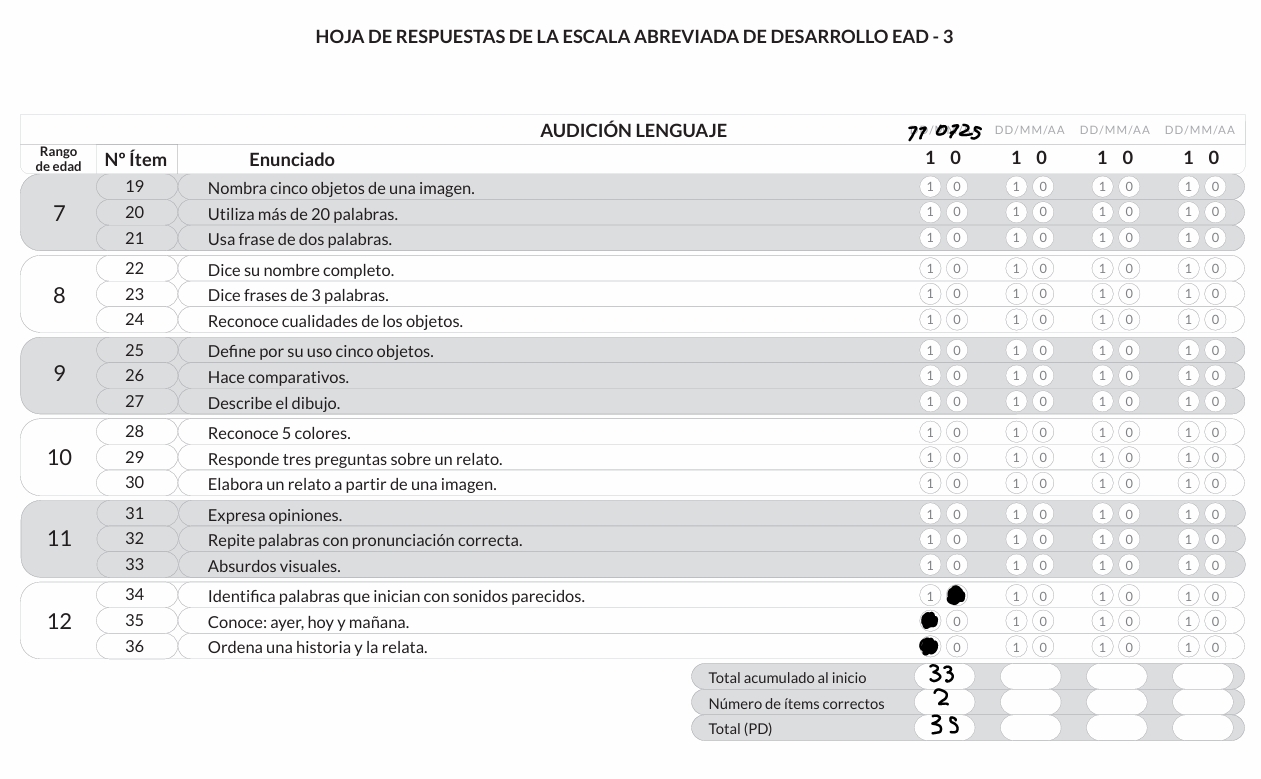 HOJA DE RESPUESTAS DE LA ESCALA ABREVIADA DE DESARROLLO EAD - 3
AUDICIÓN LENGUAJE DD/MM/AA DD/MM/AA DD/MM/AA
Rango de edad Nº Ítem Enunciado 1 0 1 0 1 0 1 0
7
19 Nombra cinco objetos de una imagen. 1 0 1 0 1 0 1 0
20 Utiliza más de 20 palabras. 1 0 1 0 1 0 1 0
21 Usa frase de dos palabras. 1 0 1 0 1 0 1 0
8
22 Dice su nombre completo. 1 0 1 0 1 0 1 0
23 Dice frases de 3 palabras. 1 0 1 0 1 0 1 0
24 Reconoce cualidades de los objetos. 1 0 1 0 1 0 1 0
9
25 Define por su uso cinco objetos. 1 0 1 0 1 0 1 0
26 Hace comparativos. 1 0 1 0 1 0 1 0
27 Describe el dibujo. 1 0 1 0 1 0 1 0
10
28 Reconoce 5 colores. 1 0 1 0 1 0 1 0
29 Responde tres preguntas sobre un relato. 1 0 1 0 1 0 1 0
30 Elabora un relato a partir de una imagen. 1 0 1 0 1 0 1 0
11
31 Expresa opiniones. 1 0 1 0 1 0 1 0
32 Repite palabras con pronunciación correcta. 1 0 1 0 1 0 1 0
33 Absurdos visuales. 1 0 1 0 1 0 1 0
12
34 Identifica palabras que inician con sonidos parecidos. 1 1 0 1 0 1 0
35 Conoce: ayer, hoy y mañana. 0 1 0 1 0 1 0
36 Ordena una historia y la relata. 0 1 0 1 0 1 0
Total acumulado al inicio 33
Número de ítems correctos 2
Total (PD) 35